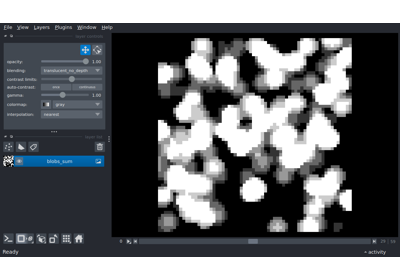 File View Layers Plugins Window Help
opacity: 1.00
blending: translucent_no_depth
contrast limits:
auto-contrast: once continuous
gamma: 1.00
colormap: gray
interpolation: nearest
blobs_sum
Ready
activity